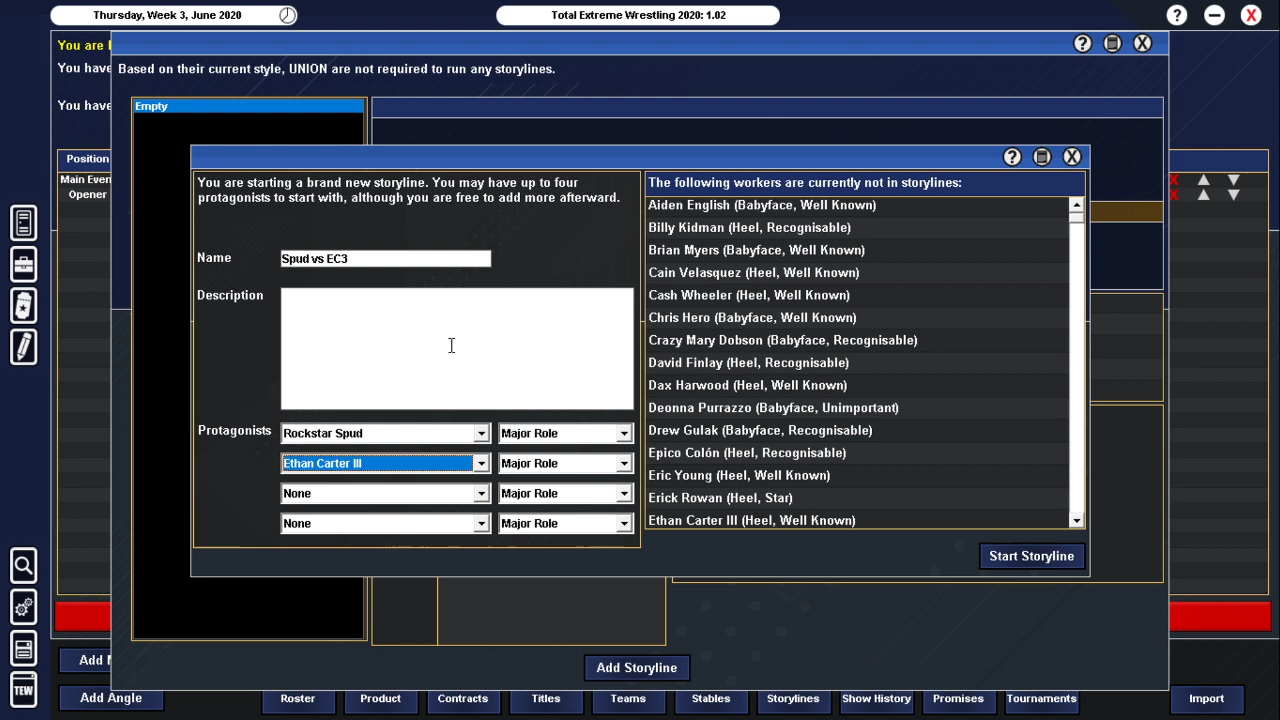 Thursday, Week 3, June 2020
Total Extreme Wrestling 2020: 1.02
? X
You are
You have
You have
? X
Based on their current style, UNION are not required to run any storylines.
Empty
Position
Main Even
Opener
X
X
? X
You are starting a brand new storyline. You may have up to four
protagonists to start with, although you are free to add more afterward.
Name
Spud vs EC3
Description
Protagonists
Rockstar Spud
Major Role
Ethan Carter III
Major Role
None
Major Role
None
Major Role
The following workers are currently not in storylines:
Aiden English (Babyface, Well Known)
Billy Kidman (Heel, Recognisable)
Brian Myers (Babyface, Well Known)
Cain Velasquez (Heel, Well Known)
Cash Wheeler (Heel, Well Known)
Chris Hero (Babyface, Well Known)
Crazy Mary Dobson (Babyface, Recognisable)
David Finlay (Heel, Recognisable)
Dax Harwood (Heel, Well Known)
Deonna Purrazzo (Babyface, Unimportant)
Drew Gulak (Babyface, Recognisable)
Epico Colón (Heel, Recognisable)
Eric Young (Heel, Well Known)
Erick Rowan (Heel, Star)
Ethan Carter III (Heel, Well Known)
Start Storyline
Add Storyline
Add
Add Angle
Roster
Product
Contracts
Titles
Teams
Stables
Storylines
Show History
Promises
Tournaments
Import
TEW